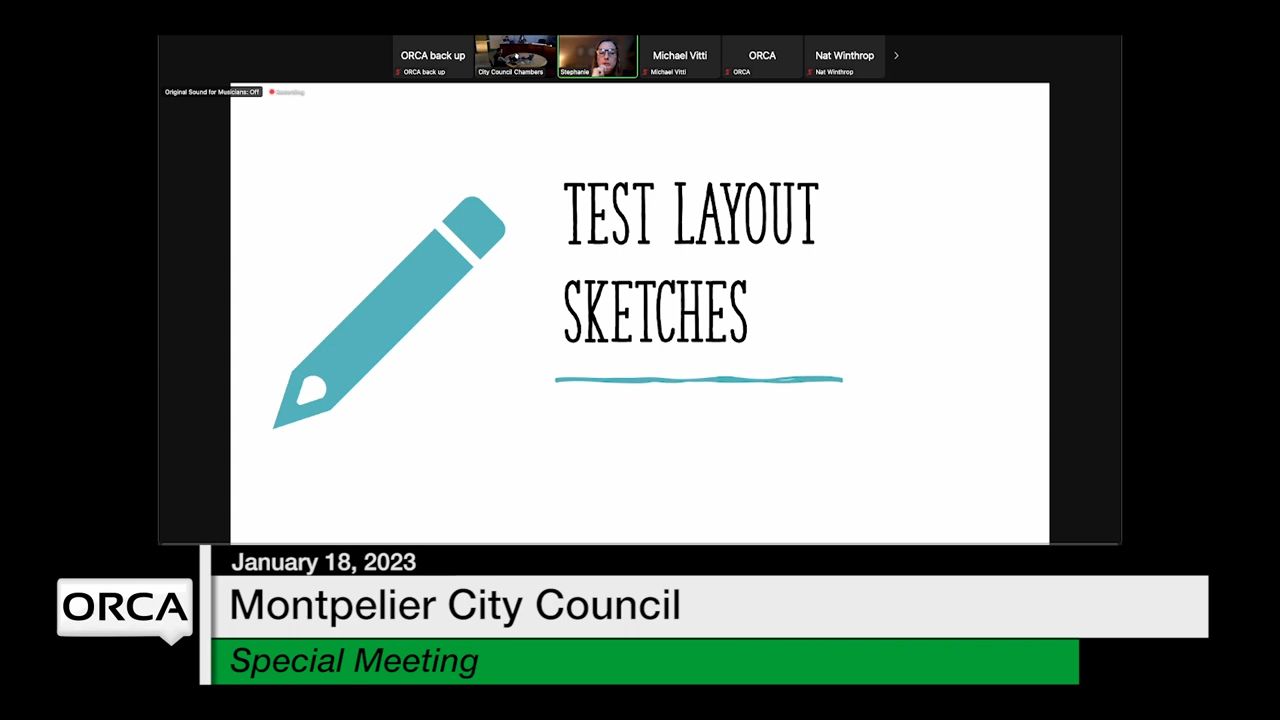 ORCA back up
Michael Vitti
ORCA
Nat Winthrop
ORCA back up
City Council Chambers
Stephanie
Michael Vitti
ORCA
Nat Winthrop
Original Sound for Musicians: Off
Recording
TEST LAYOUT
SKETCHES
January 18, 2023
ORCA
Montpelier City Council
Special Meeting